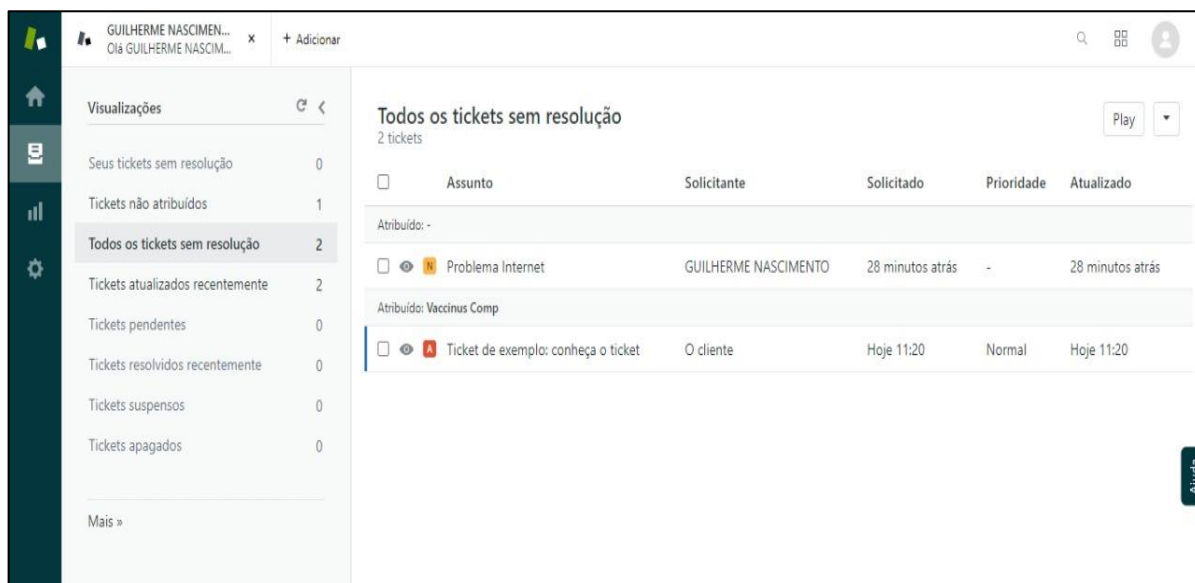 GUILHERME NASCIMEN...
Olá GUILHERME NASCIM...
x
+ Adicionar
Visualizações
Seus tickets sem resolução 0
Tickets não atribuídos 1
Todos os tickets sem resolução 2
Tickets atualizados recentemente 2
Tickets pendentes 0
Tickets resolvidos recentemente 0
Tickets suspensos 0
Tickets apagados 0
Mais »
Todos os tickets sem resolução
2 tickets
Play
Assunto Solicitante Solicitado Prioridade Atualizado
Atribuído: -
N Problema Internet GUILHERME NASCIMENTO 28 minutos atrás - 28 minutos atrás
Atribuído: Vaccinus Comp
A Ticket de exemplo: conheça o ticket O cliente Hoje 11:20 Normal Hoje 11:20
Ajuda